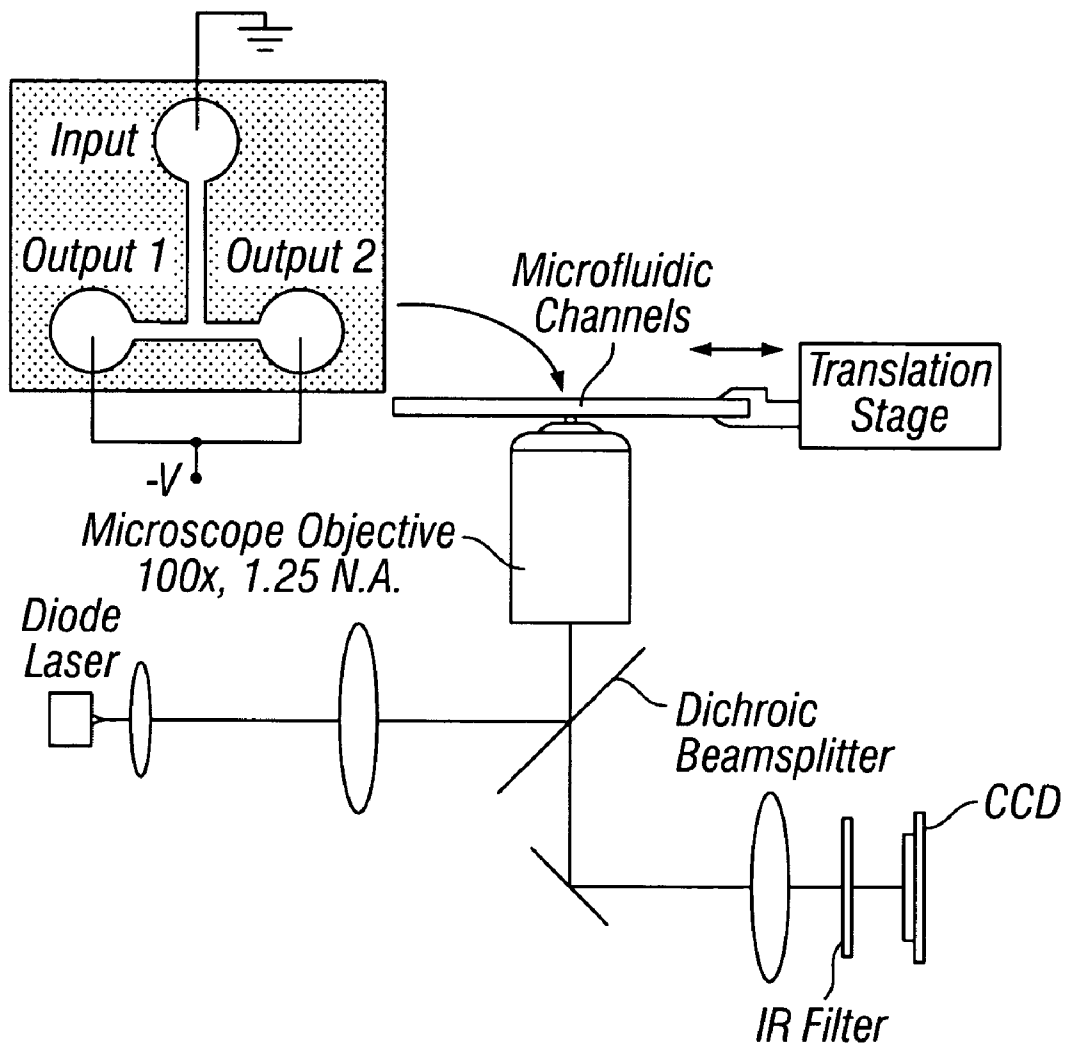 Input
Output 1
Output 2
Microfluidic
Channels
Translation
Stage
-V
Microscope Objective
100x, 1.25 N.A.
Diode
Laser
Dichroic
Beamsplitter
CCD
IR Filter